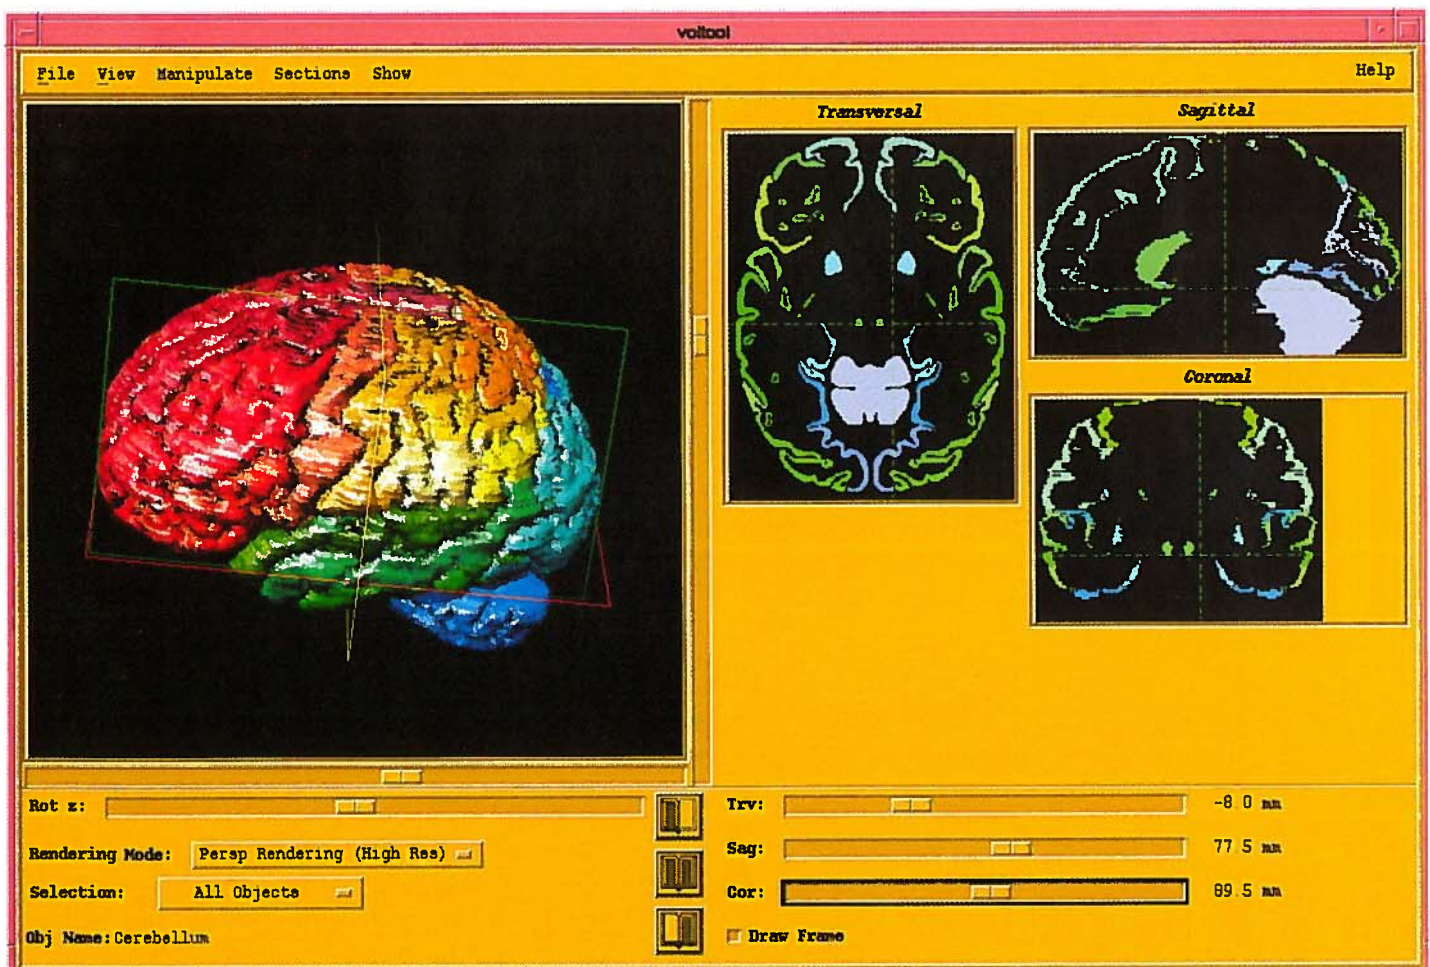 voltool
File View Manipulate Sections Show Help
Transversal Sagittal
Coronal
Rot z:
Rendering Mode: Persp Rendering (High Res)
Selection: All Objects
Obj Name: Cerebellum
Trv: -8.0 mm
Sag: 77.5 mm
Cor: 89.5 mm
Draw Frame